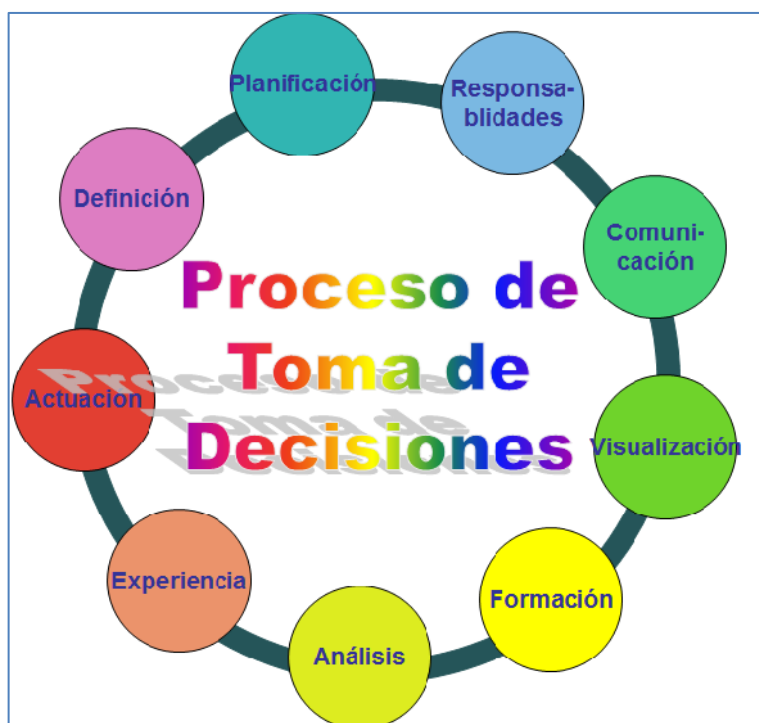 Planificación
Responsa-
blidades
Comuni-
cación
Visualización
Formación
Análisis
Experiencia
Actuacion
Definición
Proceso de
Toma de
Decisiones